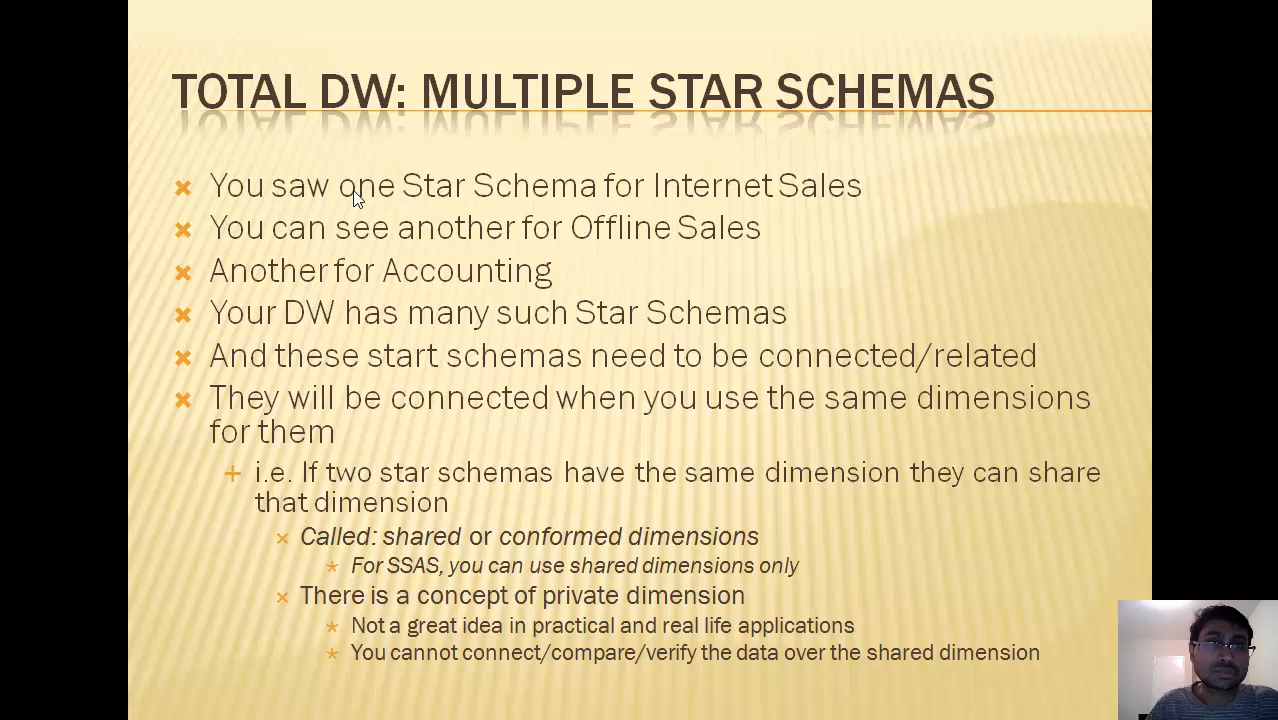 TOTAL DW: MULTIPLE STAR SCHEMAS
You saw one Star Schema for Internet Sales
You can see another for Offline Sales
Another for Accounting
Your DW has many such Star Schemas
And these start schemas need to be connected/related
They will be connected when you use the same dimensions
for them
i.e. If two star schemas have the same dimension they can share
that dimension
Called: shared or conformed dimensions
For SSAS, you can use shared dimensions only
There is a concept of private dimension
Not a great idea in practical and real life applications
You cannot connect/compare/verify the data over the shared dimension